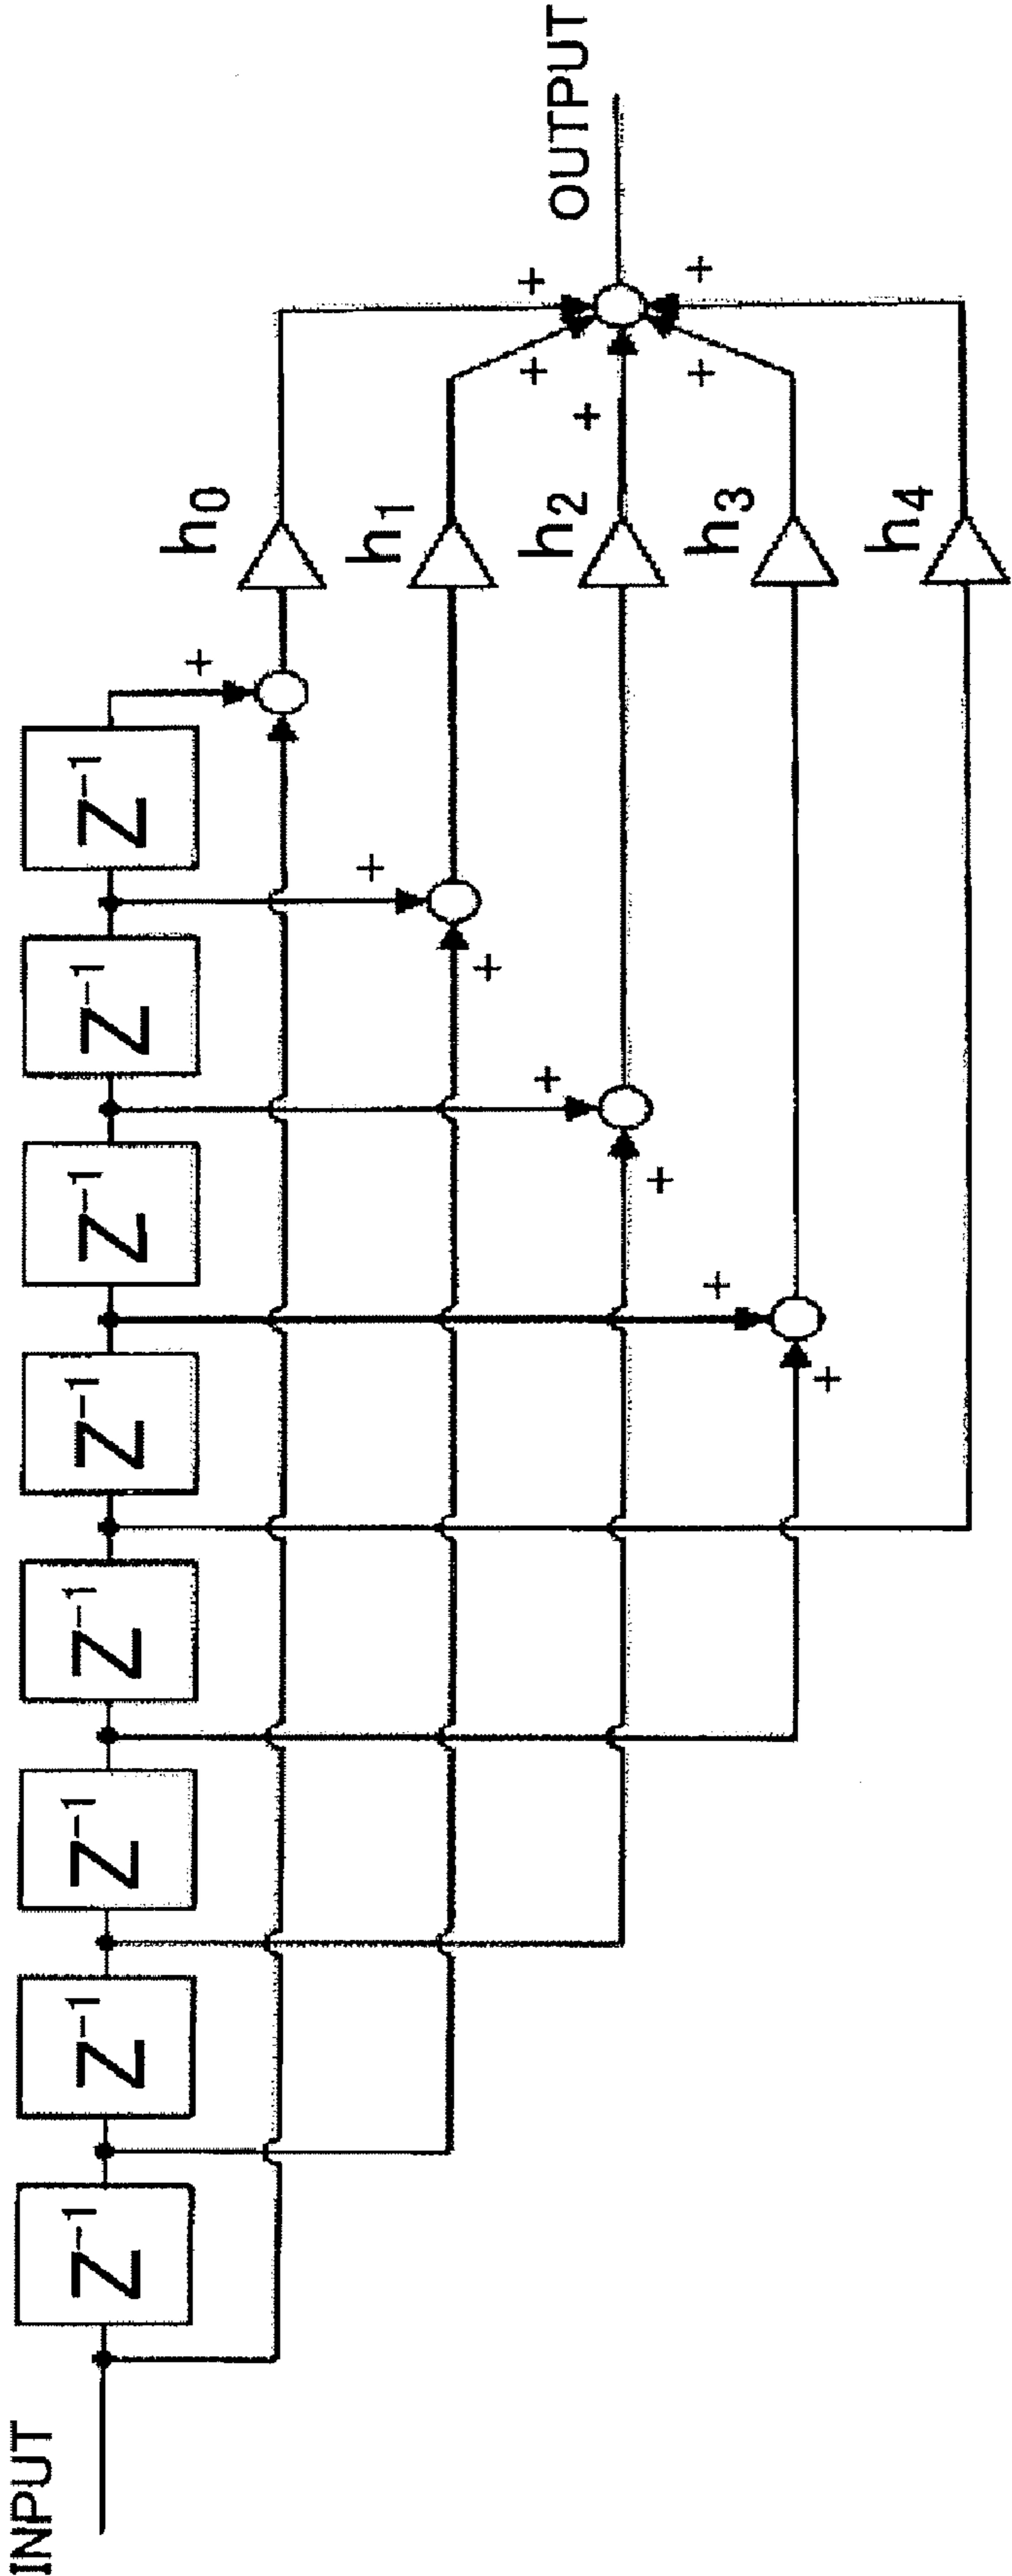 INPUT
Z⁻¹
Z⁻¹
Z⁻¹
Z⁻¹
Z⁻¹
Z⁻¹
Z⁻¹
Z⁻¹
+
h₀
+
+
h₁
+
+
h₂
+
+
h₃
h₄
+
+
+
+
+
OUTPUT